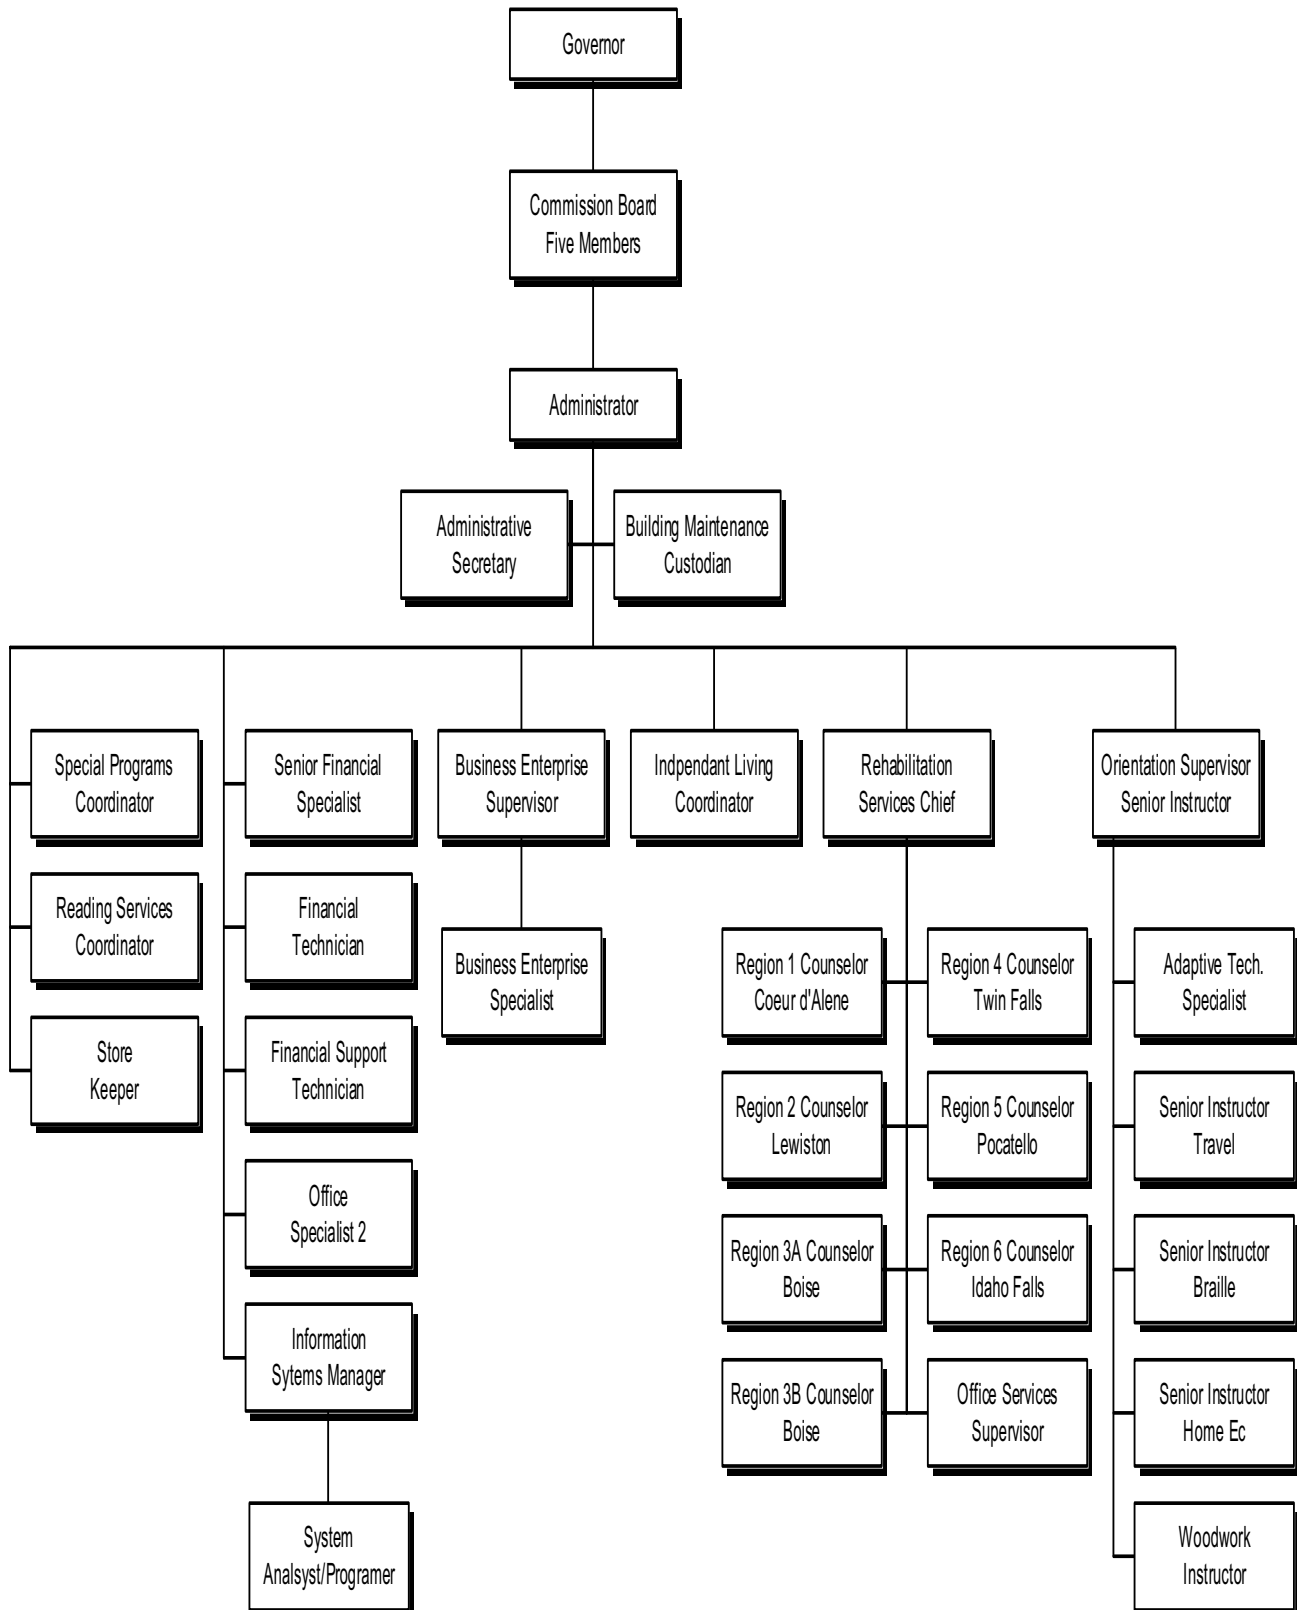 Governor
Commission Board
Five Members
Administrator
Administrative
Secretary
Building Maintenance
Custodian
Special Programs
Coordinator
Senior Financial
Specialist
Business Enterprise
Supervisor
Indpendant Living
Coordinator
Rehabilitation
Services Chief
Orientation Supervisor
Senior Instructor
Reading Services
Coordinator
Financial
Technician
Business Enterprise
Specialist
Region 1 Counselor
Coeur d'Alene
Region 4 Counselor
Twin Falls
Adaptive Tech.
Specialist
Store
Keeper
Financial Support
Technician
Region 2 Counselor
Lewiston
Region 5 Counselor
Pocatello
Senior Instructor
Travel
Office
Specialist 2
Region 3A Counselor
Boise
Region 6 Counselor
Idaho Falls
Senior Instructor
Braille
Information
Sytems Manager
Region 3B Counselor
Boise
Office Services
Supervisor
Senior Instructor
Home Ec
System
Analsyst/Programer
Woodwork
Instructor